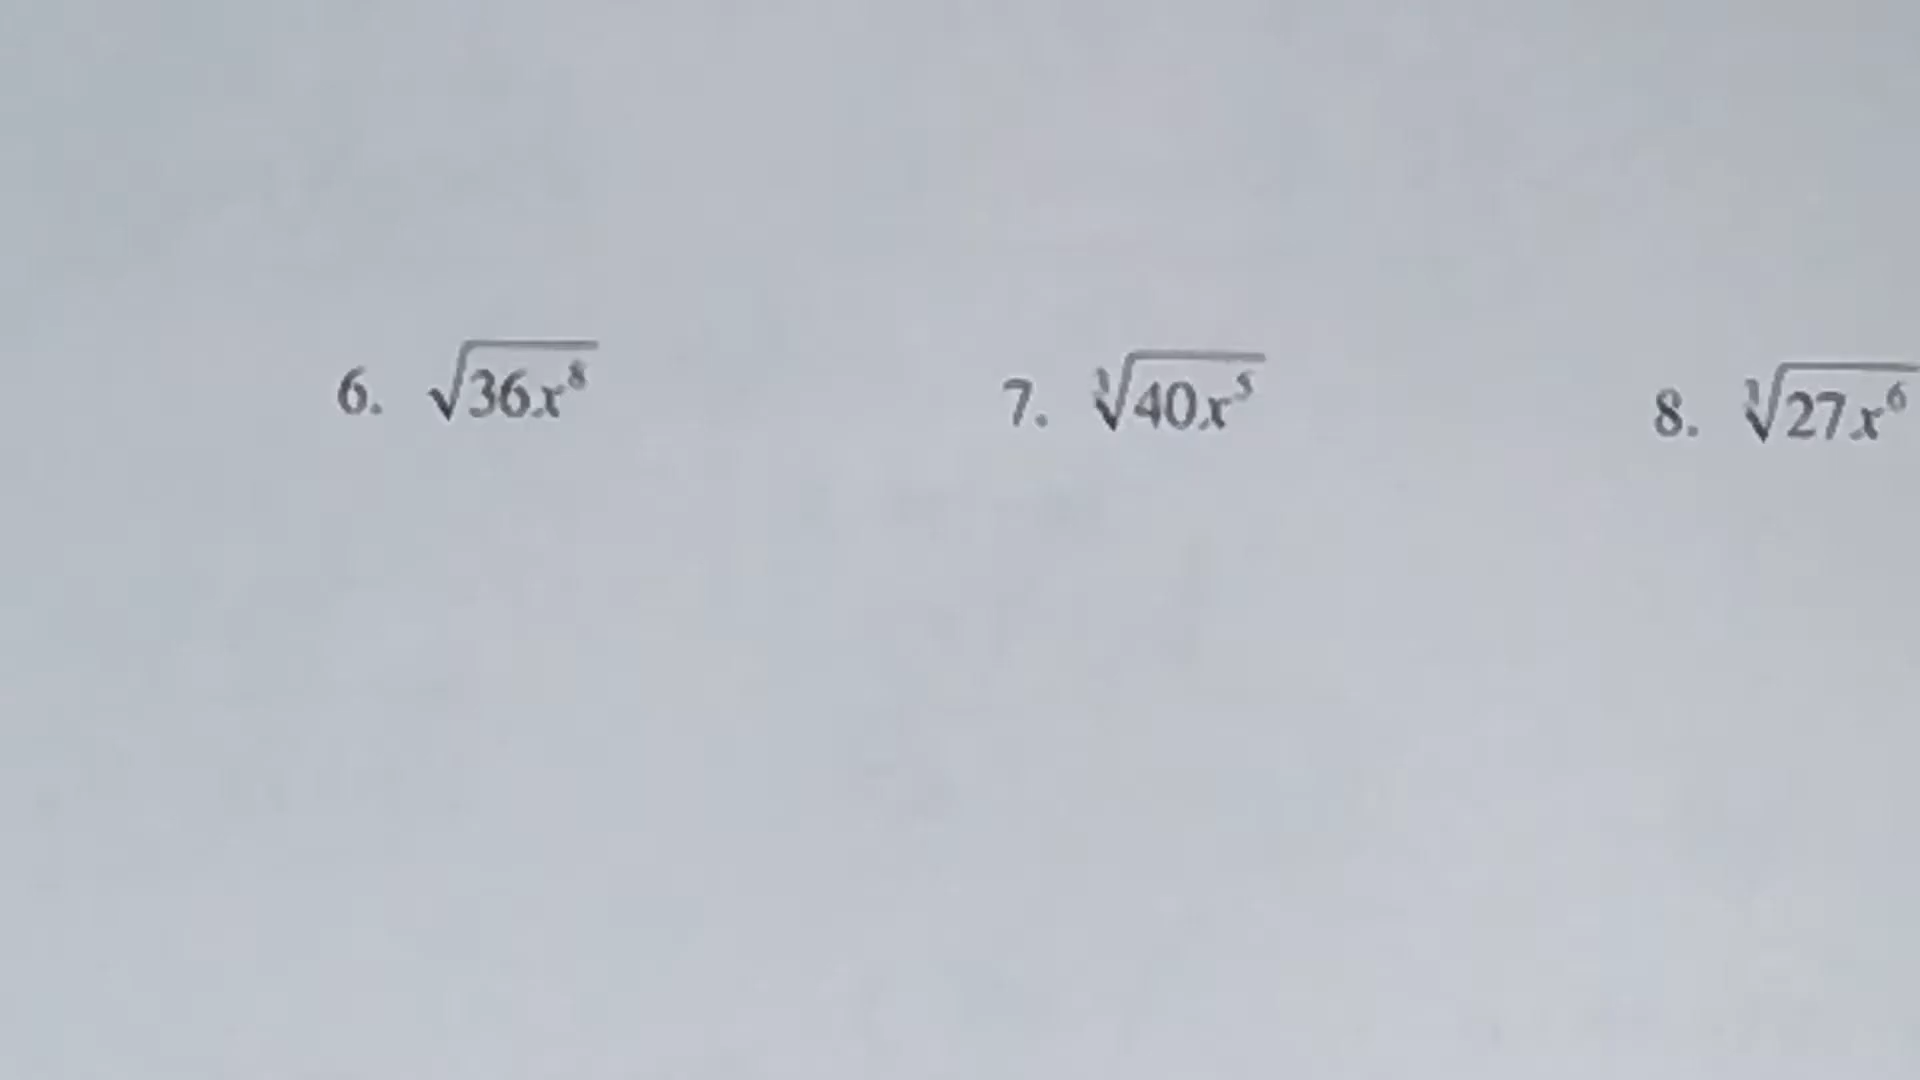 6. √36x⁸ 7. ∛40x⁵ 8. ∛27x⁶